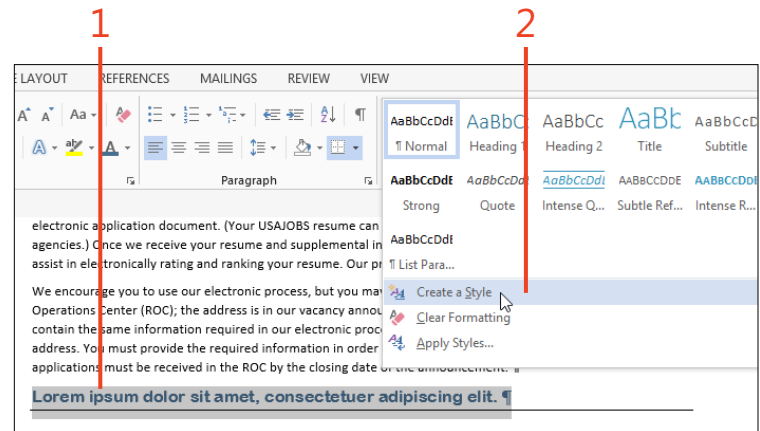 1 2
E LAYOUT REFERENCES MAILINGS REVIEW VIEW
A A Aa A ¶
AaBbCcDdE AaBbC AaBbCc AaBb AaBbCcD
¶ Normal Heading 1 Heading 2 Title Subtitle
Paragraph
AaBbCcDdE AaBbCcDdE AaBbCcDdE AABBCCDDE AABBCCDDE
Strong Quote Intense Q... Subtle Ref... Intense R...
AaBbCcDdE
¶ List Para...
Create a Style
Clear Formatting
Apply Styles...
electronic application document. (Your USAJOBS resume can
agencies.) Once we receive your resume and supplemental in
assist in electronically rating and ranking your resume. Our pr
We encourage you to use our electronic process, but you may
Operations Center (ROC); the address is in our vacancy annou
contain the same information required in our electronic proc
address. You must provide the required information in order
applications must be received in the ROC by the closing date of the announcement. ¶
Lorem ipsum dolor sit amet, consectetuer adipiscing elit. ¶